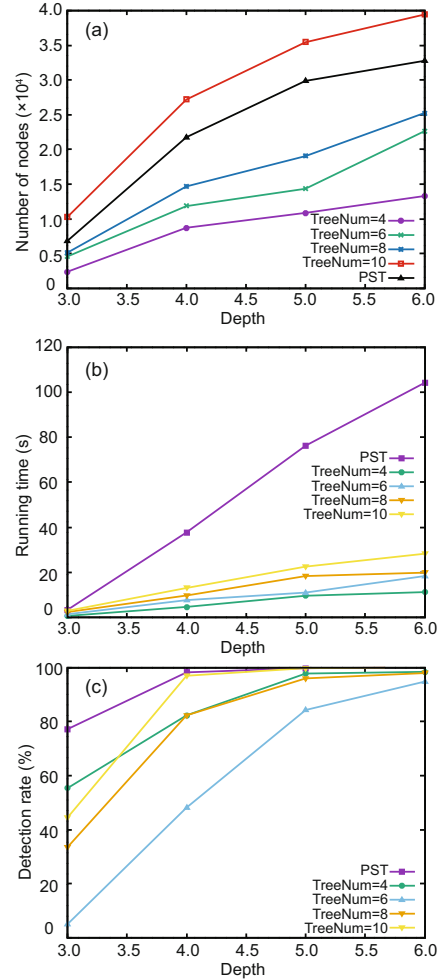 (a)
4.0
3.5
3.0
2.5
2.0
1.5
1.0
0.5
0
Number of nodes (×10⁴)
TreeNum=4
TreeNum=6
TreeNum=8
TreeNum=10
PST
3.0 3.5 4.0 4.5 5.0 5.5 6.0
Depth
(b)
120
100
80
60
40
20
0
Running time (s)
PST
TreeNum=4
TreeNum=6
TreeNum=8
TreeNum=10
3.0 3.5 4.0 4.5 5.0 5.5 6.0
Depth
(c)
100
80
60
40
20
0
Detection rate (%)
PST
TreeNum=4
TreeNum=6
TreeNum=8
TreeNum=10
3.0 3.5 4.0 4.5 5.0 5.5 6.0
Depth